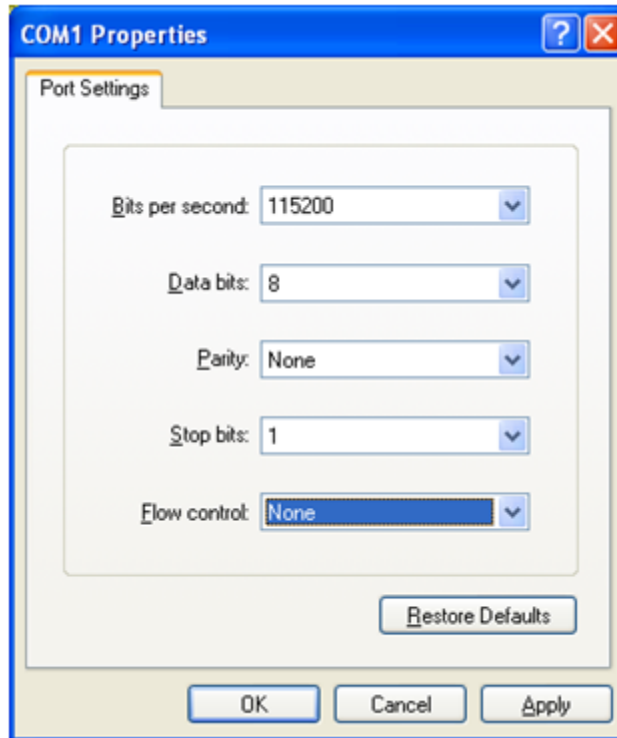 COM1 Properties
?
Port Settings
Bits per second: 115200
Data bits: 8
Parity: None
Stop bits: 1
Flow control: None
Restore Defaults
OK Cancel Apply